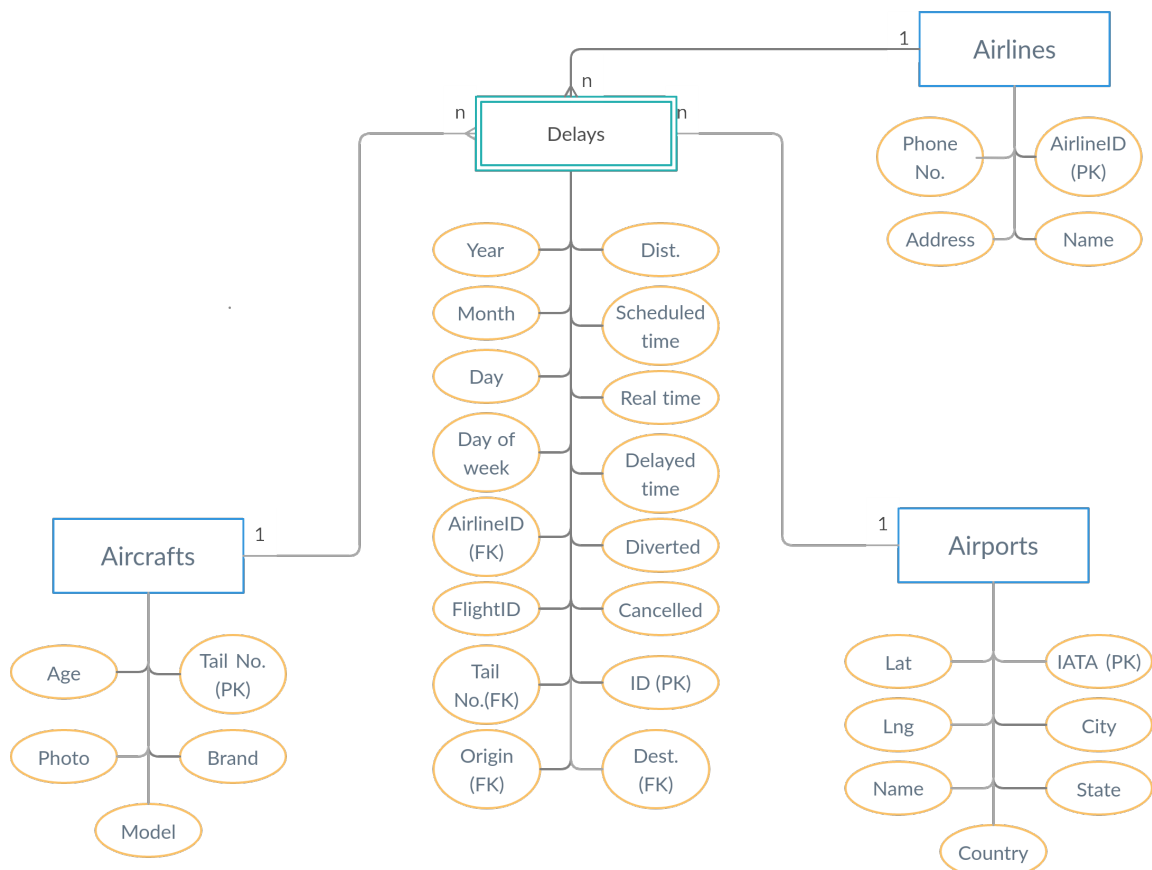 1
Airlines
n
n
Delays
n
Phone
No.
AirlineID
(PK)
Address
Name
Year
Dist.
Month
Scheduled
time
Day
Real time
Day of
week
Delayed
time
AirlineID
(FK)
Diverted
FlightID
Cancelled
Tail
No.(FK)
ID (PK)
Origin
(FK)
Dest.
(FK)
Aircrafts
1
Age
Tail No.
(PK)
Photo
Brand
Model
1
Airports
Lat
IATA (PK)
Lng
City
Name
State
Country